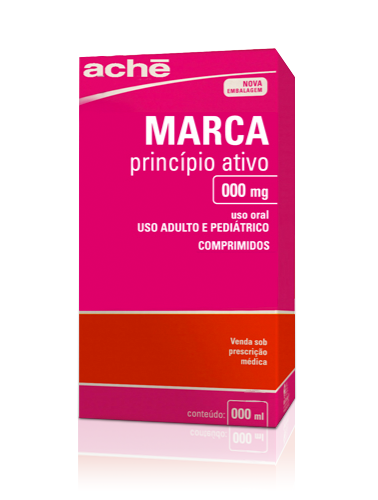 achē
NOVA
EMBALAGEM
MARCA
princípio ativo
000 mg
uso oral
USO ADULTO E PEDIÁTRICO
COMPRIMIDOS
Venda sob
prescrição
médica
conteúdo: 000 ml